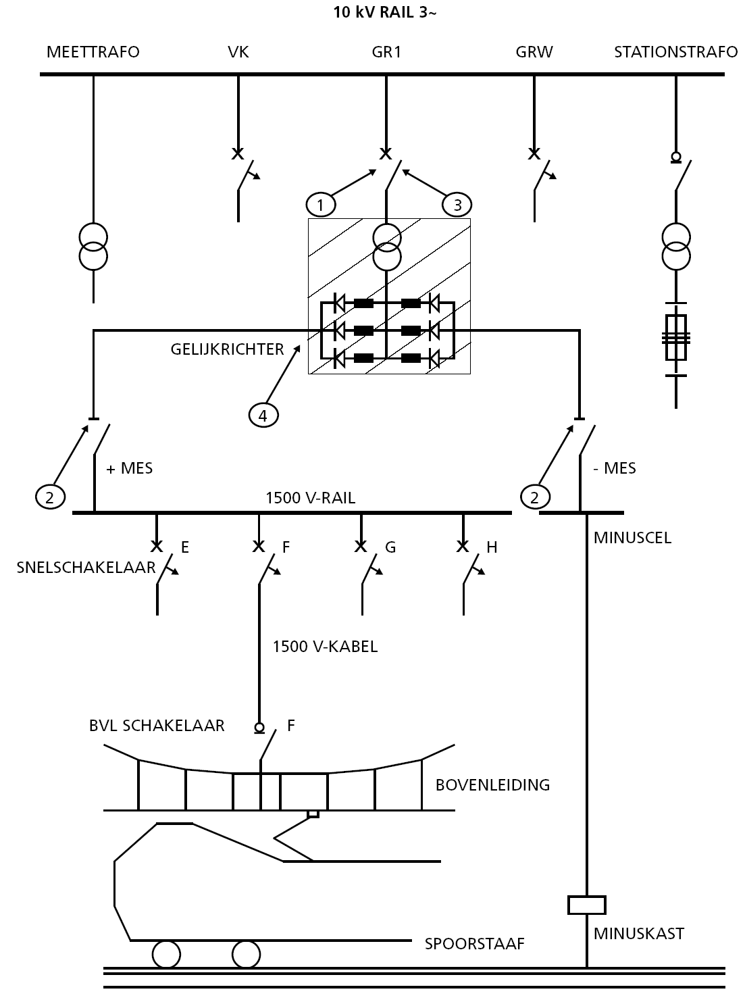 10 kV RAIL 3~
MEETTRAFO VK GR1 GRW STATIONSTRAFO
1 3
GELIJKRICHTER
4
+ MES - MES
2 2
1500 V-RAIL
MINUSCEL
E F G H
SNELSCHAKELAAR
1500 V-KABEL
BVL SCHAKELAAR F
BOVENLEIDING
MINUSKAST
SPOORSTAAF